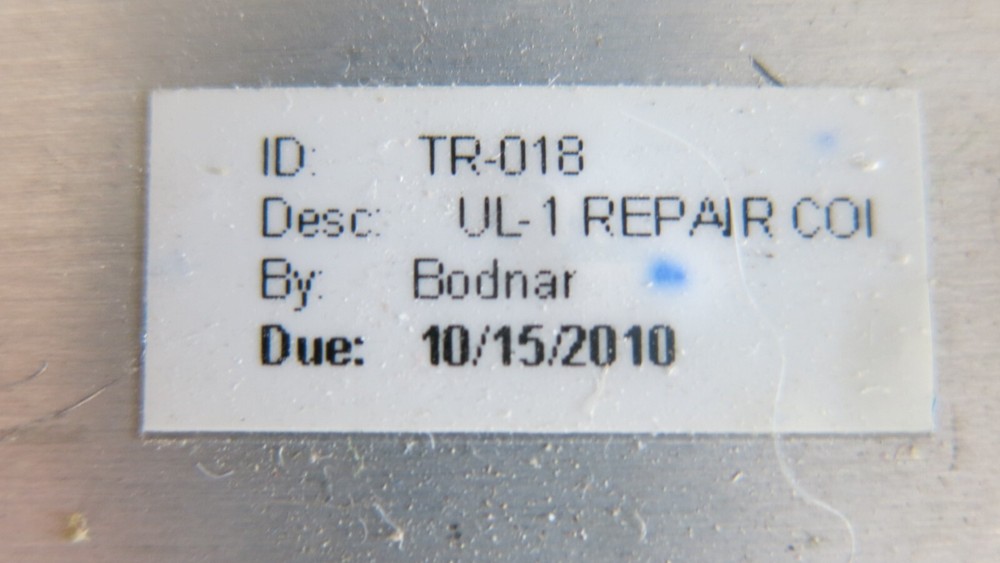 ID: TR-018
Desc: UL-1 REPAIR COI
By: Bodnar
Due: 10/15/2010